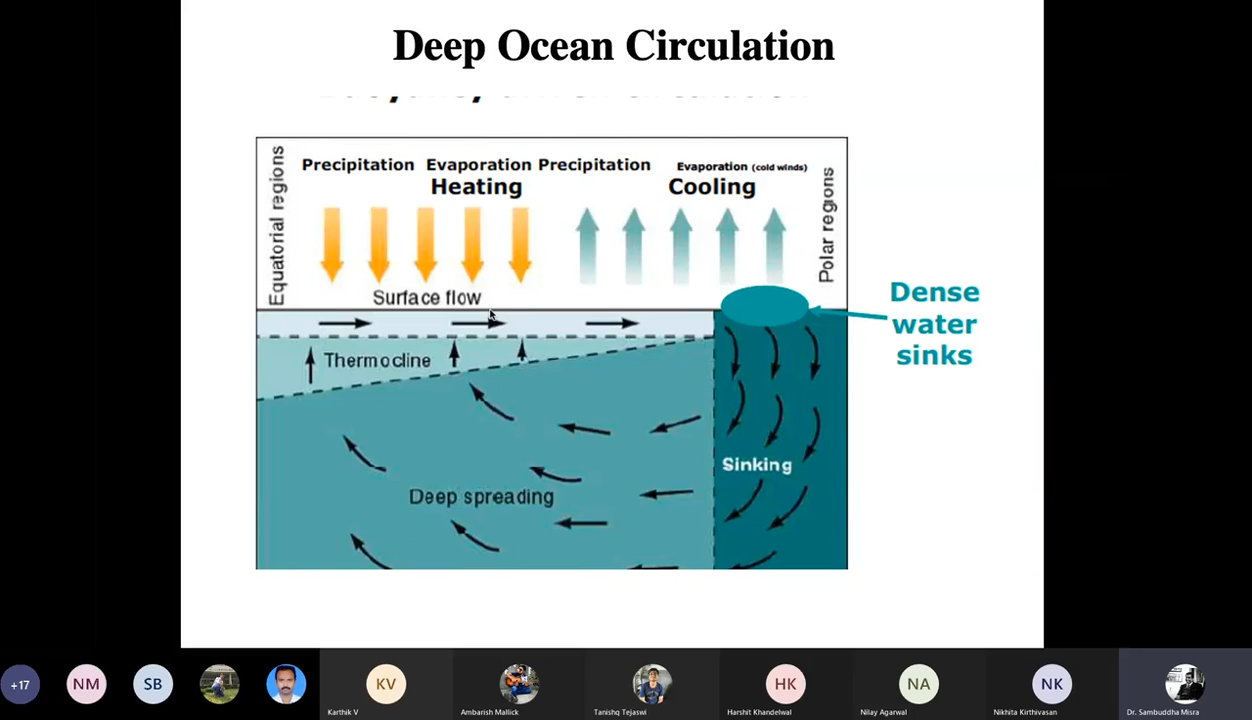 Deep Ocean Circulation
Equatorial regions
Precipitation Evaporation Precipitation Evaporation (cold winds)
Heating Cooling
Polar regions
Surface flow
Dense
water
sinks
Thermocline
Sinking
Deep spreading
+17 NM SB KV HK NA NK
Karthik V Ambarish Mallick Tanishq Tejaswi Harshit Khandelwal Nilay Agarwal Nikhita Kirthivasan Dr. Sambuddha Misra